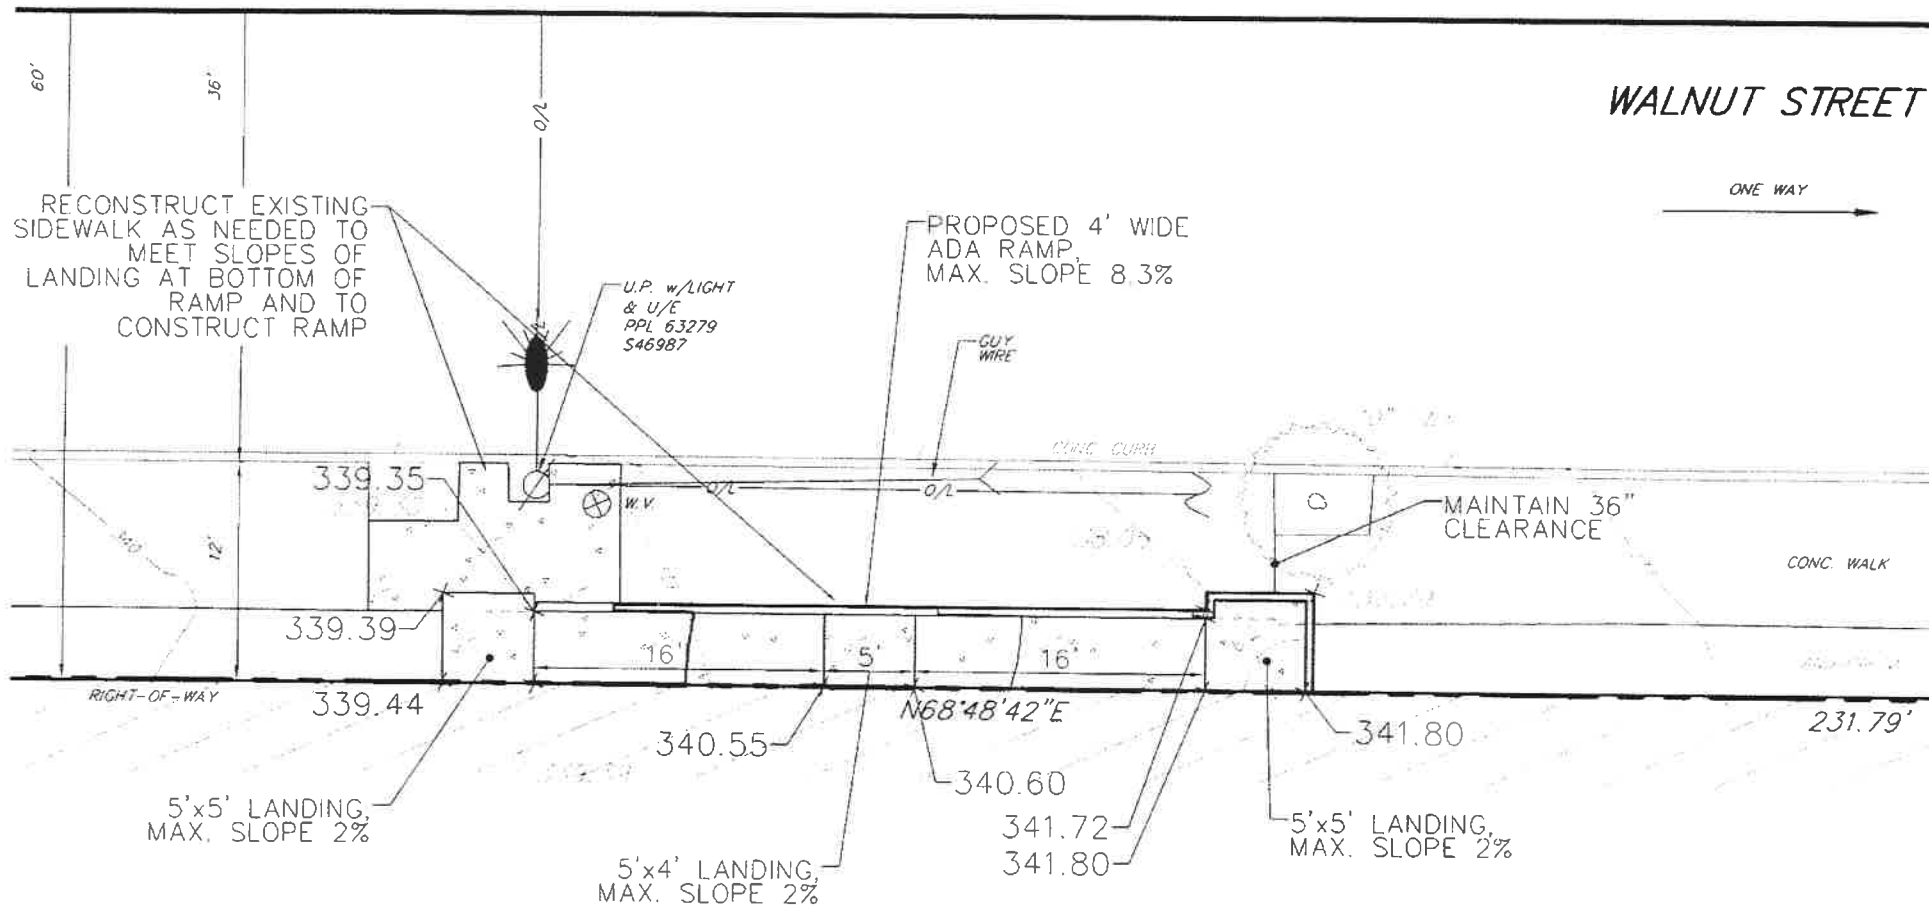 60'
36'
O/L
WALNUT STREET
ONE WAY
RECONSTRUCT EXISTING
SIDEWALK AS NEEDED TO
MEET SLOPES OF
LANDING AT BOTTOM OF
RAMP AND TO
CONSTRUCT RAMP
U.P. w/LIGHT
& U/E
PPL 63279
S46987
PROPOSED 4' WIDE
ADA RAMP,
MAX. SLOPE 8.3%
GUY
WIRE
CONC. CURB
339.35
W.V.
O/L
O/L
MAINTAIN 36"
CLEARANCE
340
12'
CONC. WALK
339.39
16'
5'
16'
RIGHT-OF-WAY
339.44
N68°48'42"E
231.79'
340.55
341.80
340.60
5'x5' LANDING,
MAX. SLOPE 2%
341.72
341.80
5'x5' LANDING,
MAX. SLOPE 2%
5'x4' LANDING,
MAX. SLOPE 2%